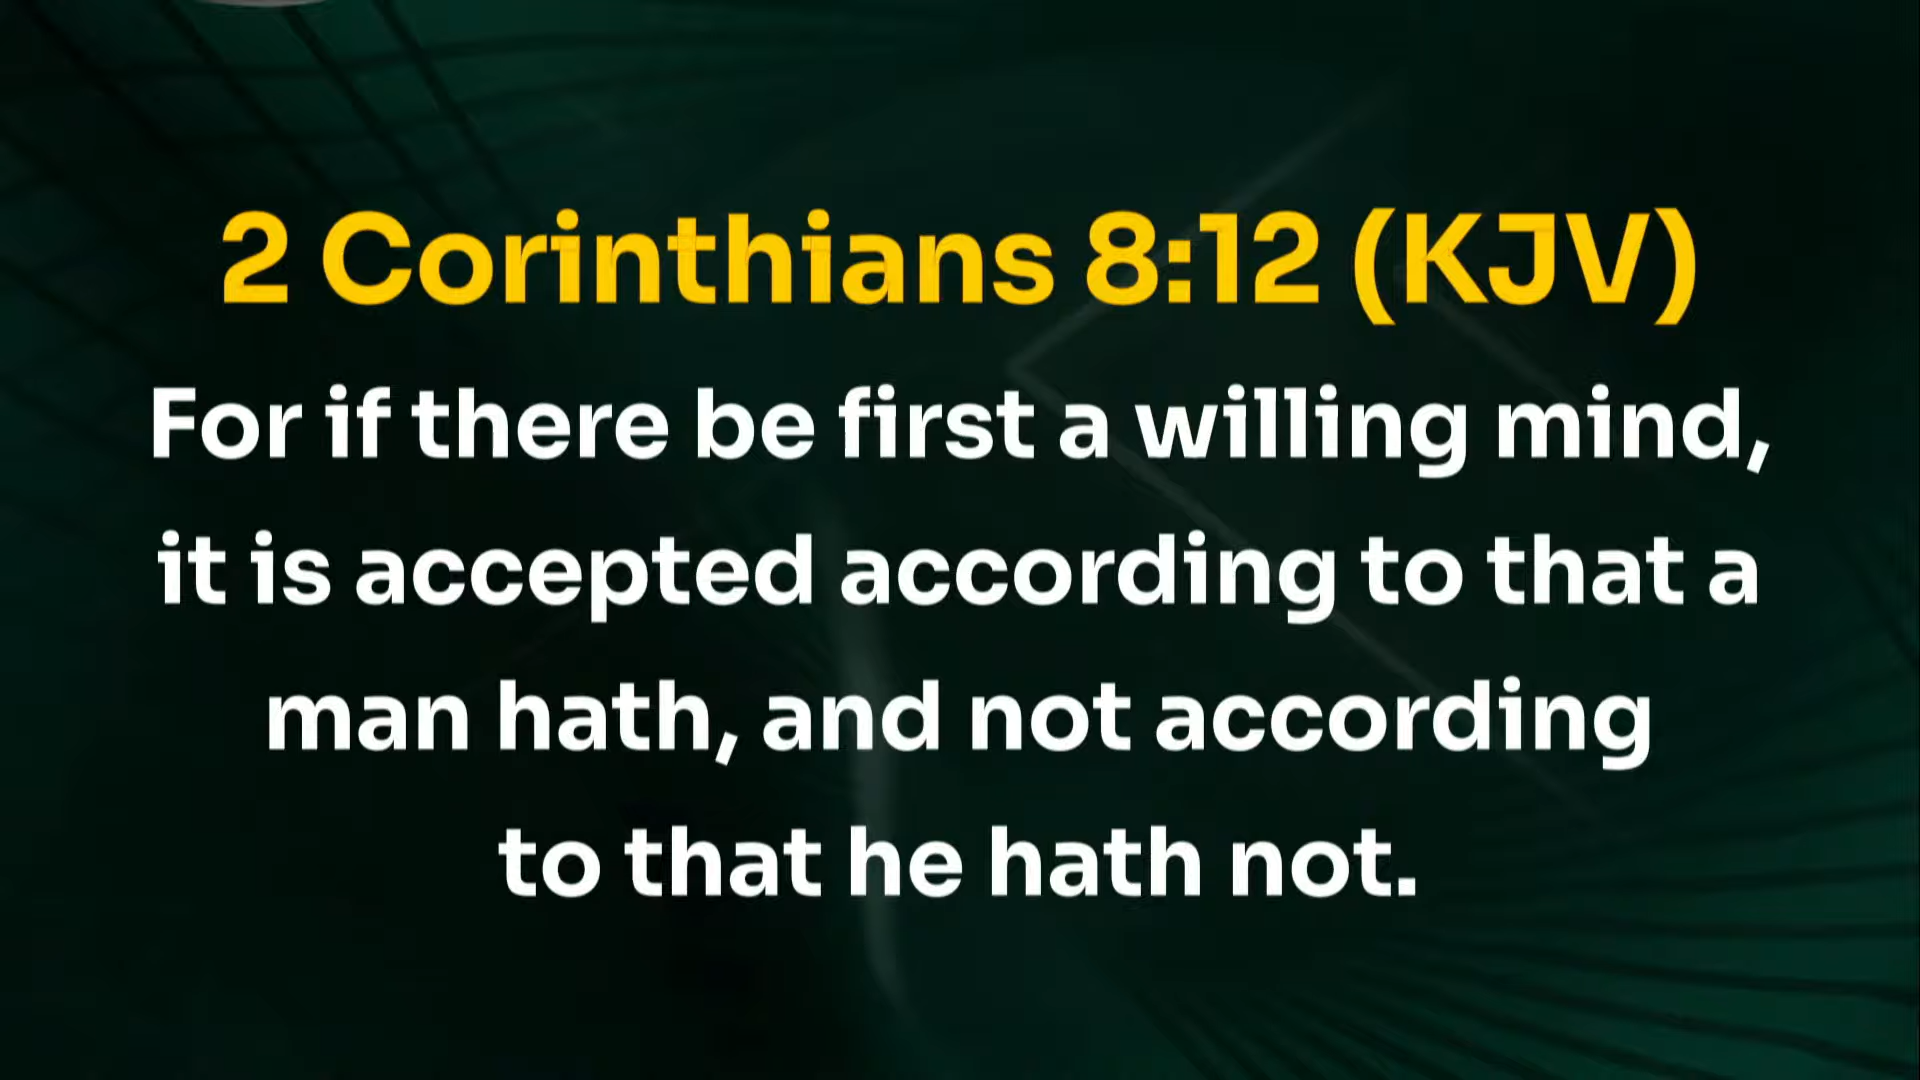 2 Corinthians 8:12 (KJV)
For if there be first a willing mind,
it is accepted according to that a
man hath, and not according
to that he hath not.